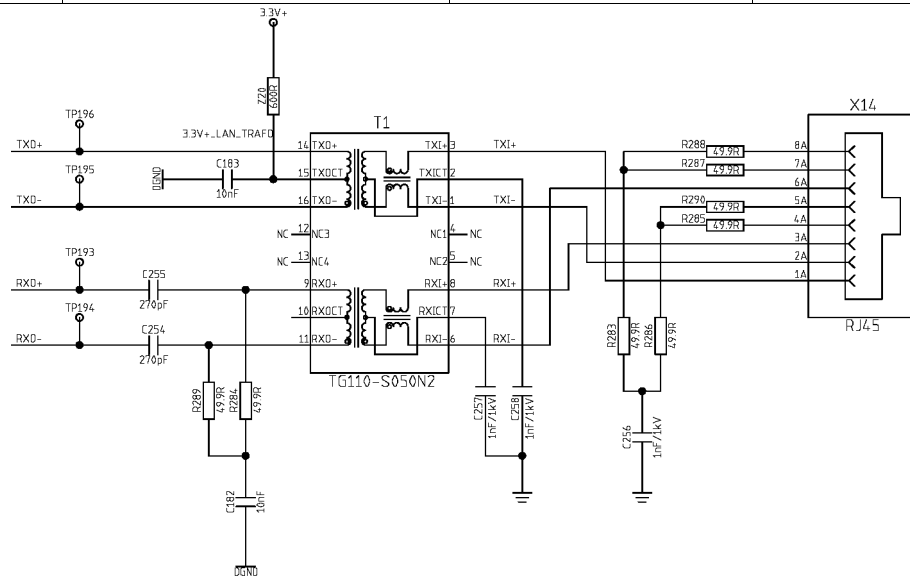 3.3V+
Z20
600R
TP196
TXO+
3.3V+_LAN_TRAFO
TP195
DGND
C183
10nF
TXO-
T1
14 TXO+ TXI+ 3 TXI+
15 TXOCT TXICT 2
16 TXO- TXI- 1 TXI-
NC 12 NC3 NC1 4 NC
NC 13 NC4 NC2 5 NC
9 RXO+ RXI+ 8 RXI+
10 RXOCT RXICT 7
11 RXO- RXI- 6 RXI-
TG110-S050N2
TP193
RXO+
C255
270pF
TP194
RXO-
C254
270pF
R289
49.9R
R284
49.9R
C182
10nF
DGND
C257
1nF/1kV
C258
1nF/1kV
X14
R288 49.9R 8A
R287 49.9R 7A
6A
R290 49.9R 5A
R285 49.9R 4A
3A
2A
1A
RJ45
R283
49.9R
R286
49.9R
C256
1nF/1kV